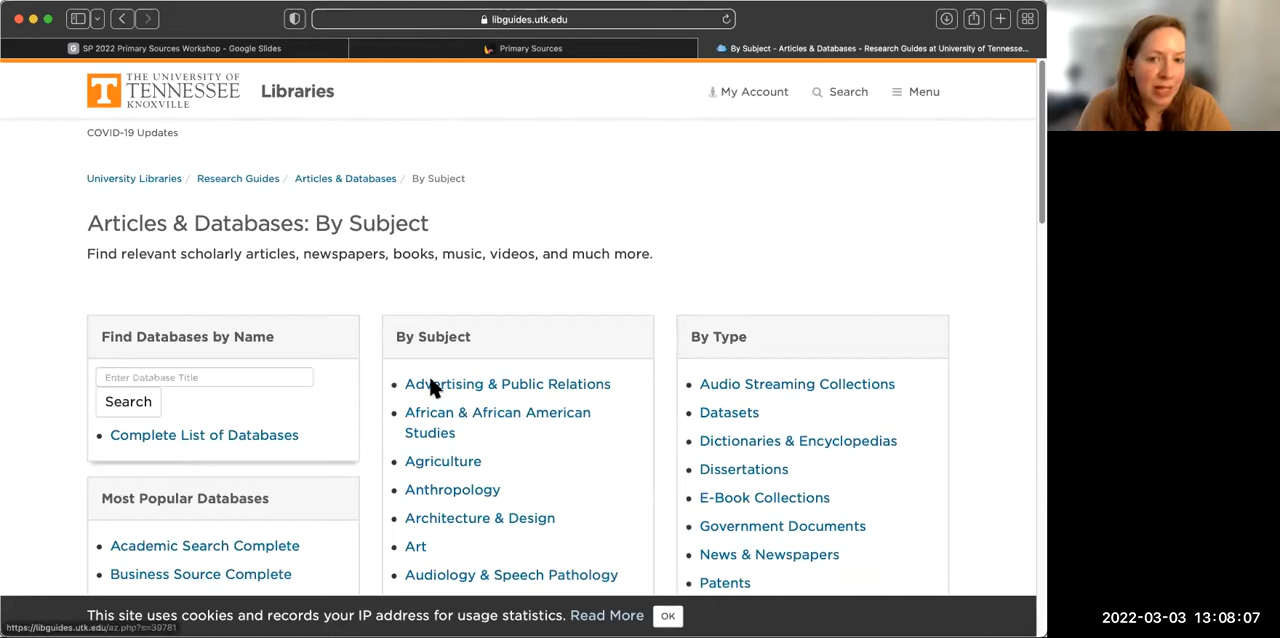 libguides.utk.edu
SP 2022 Primary Sources Workshop - Google Slides
Primary Sources
By Subject - Articles & Databases - Research Guides at University of Tennesse...
THE UNIVERSITY OF
TENNESSEE
KNOXVILLE
Libraries
My Account
Search
Menu
COVID-19 Updates
University Libraries / Research Guides / Articles & Databases / By Subject
Articles & Databases: By Subject
Find relevant scholarly articles, newspapers, books, music, videos, and much more.
Find Databases by Name
Enter Database Title
Search
Complete List of Databases
Most Popular Databases
Academic Search Complete
Business Source Complete
By Subject
Advertising & Public Relations
African & African American
Studies
Agriculture
Anthropology
Architecture & Design
Art
Audiology & Speech Pathology
By Type
Audio Streaming Collections
Datasets
Dictionaries & Encyclopedias
Dissertations
E-Book Collections
Government Documents
News & Newspapers
Patents
This site uses cookies and records your IP address for usage statistics. Read More OK
https://libguides.utk.edu/az.php?s=39781
2022-03-03 13:08:07